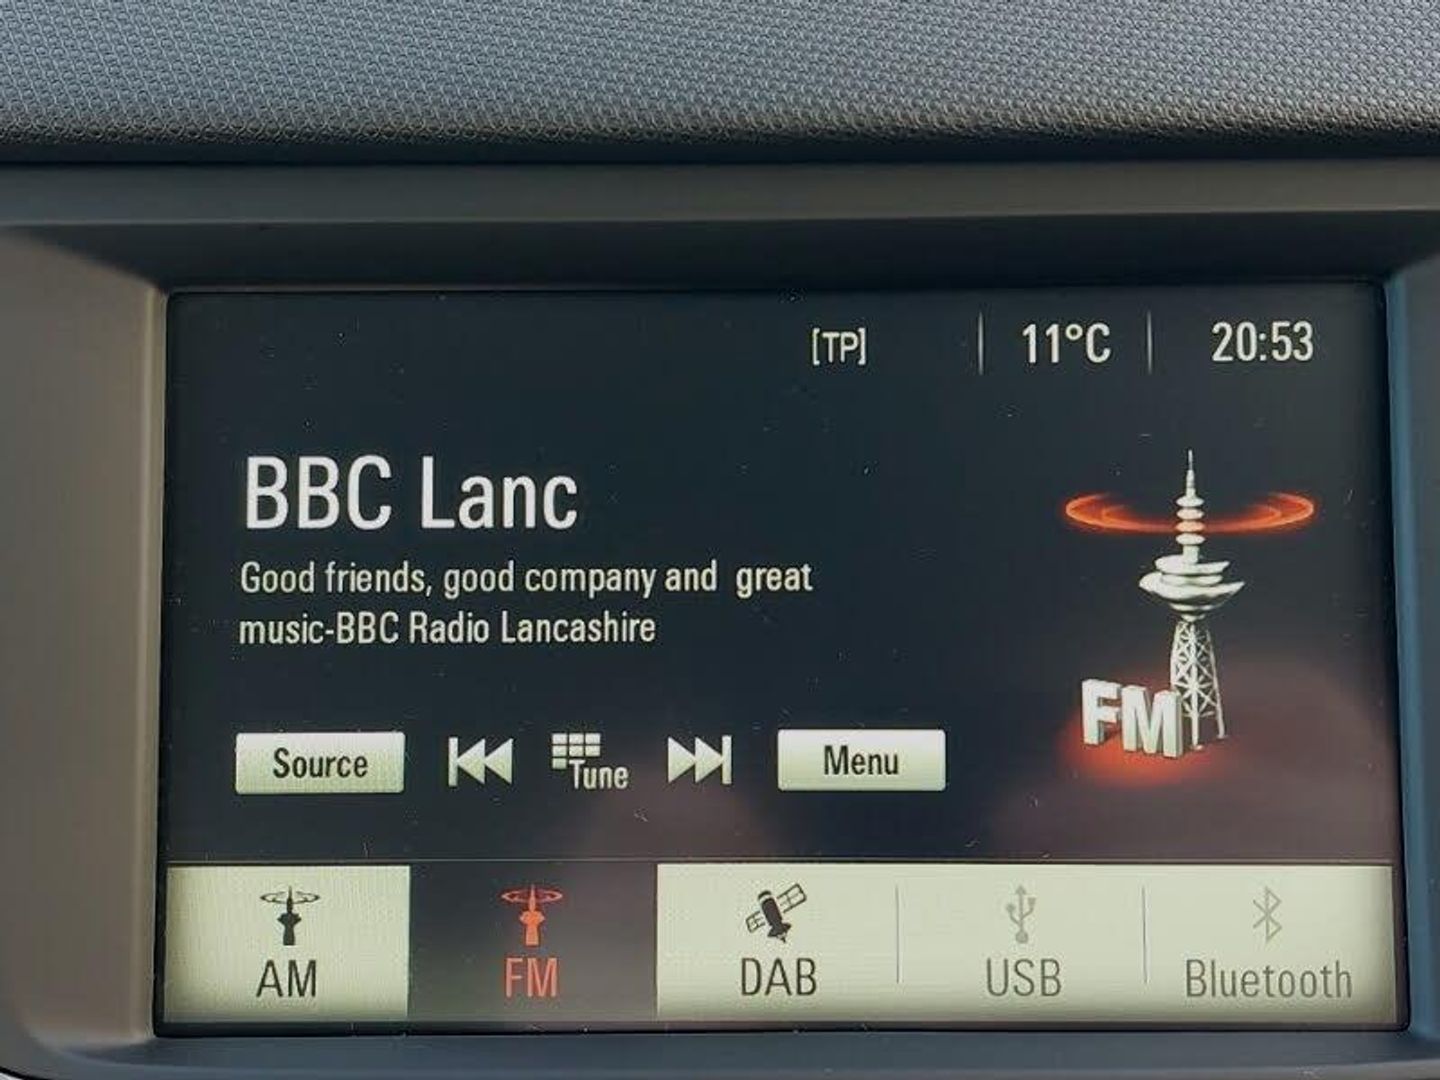 [TP] 11°C 20:53
BBC Lanc
Good friends, good company and great
music-BBC Radio Lancashire
FM
Source Tune Menu
AM FM DAB USB Bluetooth